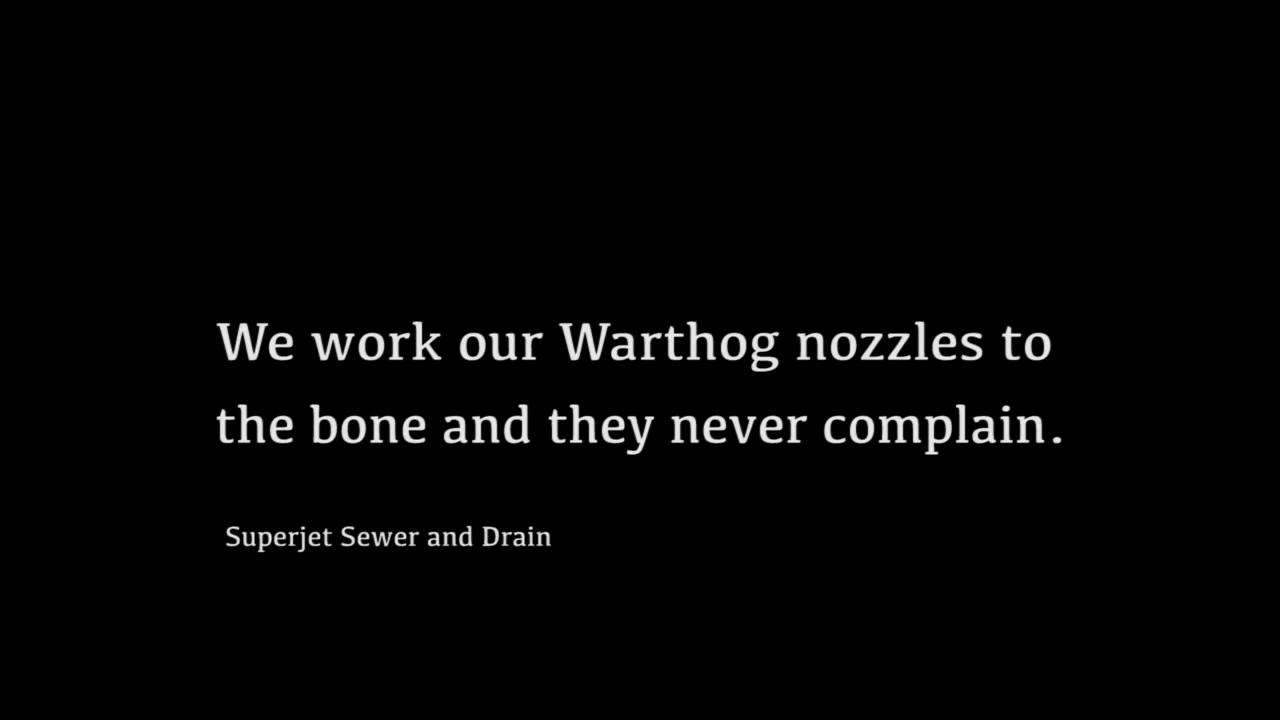 We work our Warthog nozzles to
the bone and they never complain.
Superjet Sewer and Drain